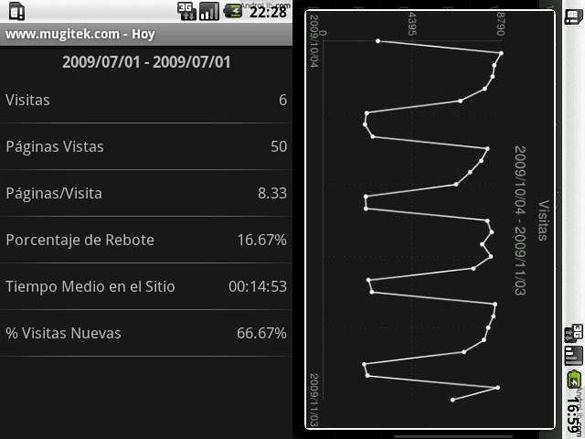 Androlib.com
3G
22:28
www.mugitek.com - Hoy
2009/07/01 - 2009/07/01
Visitas 6
Páginas Vistas 50
Páginas/Visita 8.33
Porcentaje de Rebote 16.67%
Tiempo Medio en el Sitio 00:14:53
% Visitas Nuevas 66.67%
3G
16:59
Visitas
2009/10/04 - 2009/11/03
8790
4395
0
2009/10/04
2009/11/03